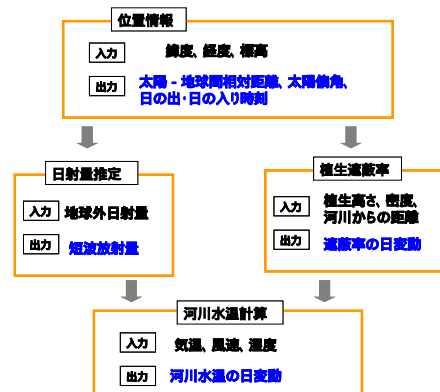 位置情報
入力 緯度、経度、標高
出力 太陽 - 地球間相対距離、太陽偏角、
日の出・日の入り時刻
日射量推定
入力 地球外日射量
出力 短波放射量
植生遮蔽率
入力 植生高さ、密度、
河川からの距離
出力 遮蔽率の日変動
河川水温計算
入力 気温、風速、湿度
出力 河川水温の日変動